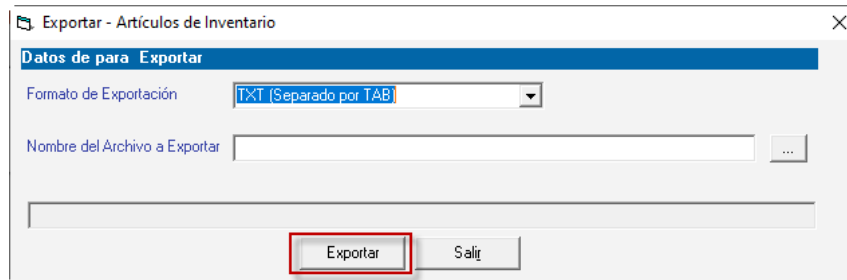 Exportar - Artículos de Inventario
Datos de para Exportar
Formato de Exportación TXT (Separado por TAB)
Nombre del Archivo a Exportar ...
Exportar Salir